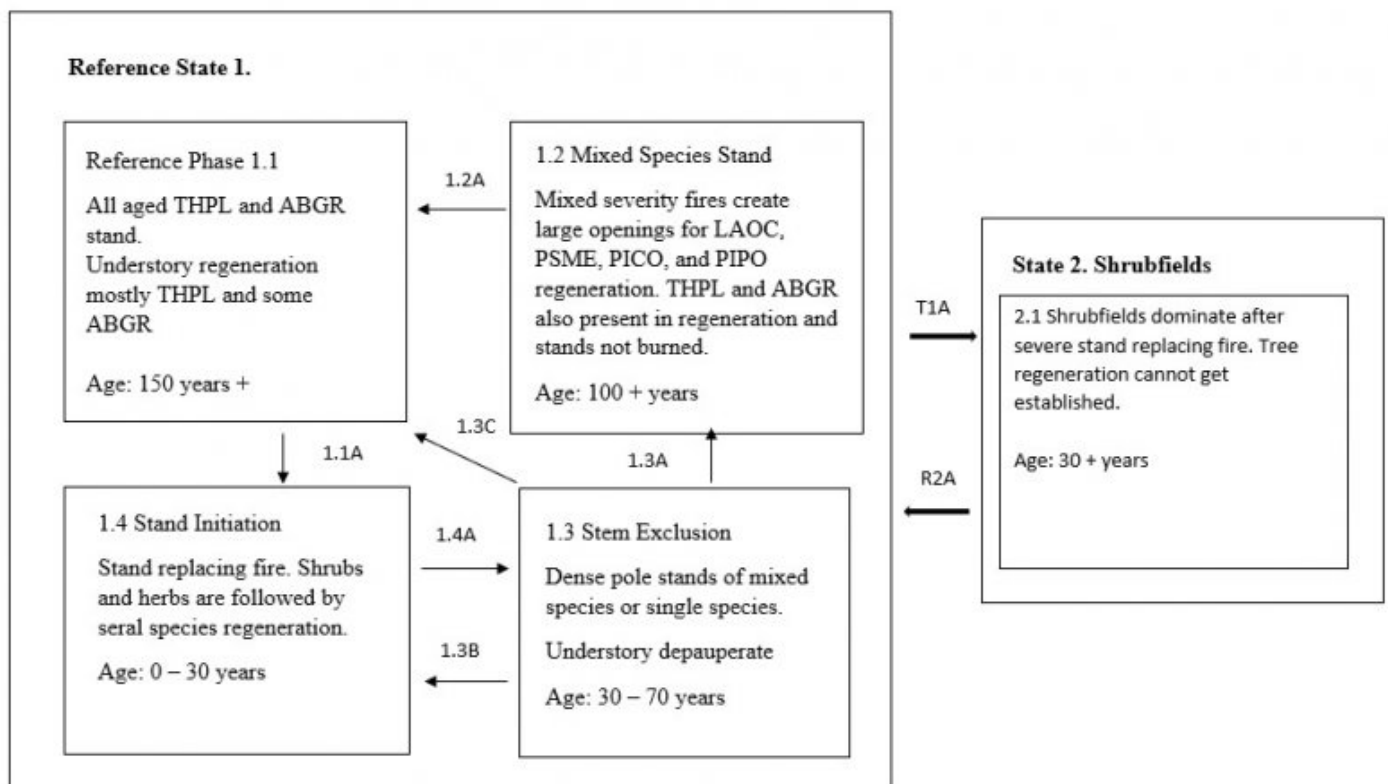 Reference State 1.
Reference Phase 1.1
All aged THPL and ABGR
stand.
Understory regeneration
mostly THPL and some
ABGR
Age: 150 years +
1.2A
1.2 Mixed Species Stand
Mixed severity fires create
large openings for LAOC,
PSME, PICO, and PIPO
regeneration. THPL and ABGR
also present in regeneration and
stands not burned.
Age: 100 + years
1.1A
1.3C
1.3A
1.4 Stand Initiation
Stand replacing fire. Shrubs
and herbs are followed by
seral species regeneration.
Age: 0 – 30 years
1.4A
1.3B
1.3 Stem Exclusion
Dense pole stands of mixed
species or single species.
Understory depauperate
Age: 30 – 70 years
T1A
R2A
State 2. Shrubfields
2.1 Shrubfields dominate after
severe stand replacing fire. Tree
regeneration cannot get
established.
Age: 30 + years